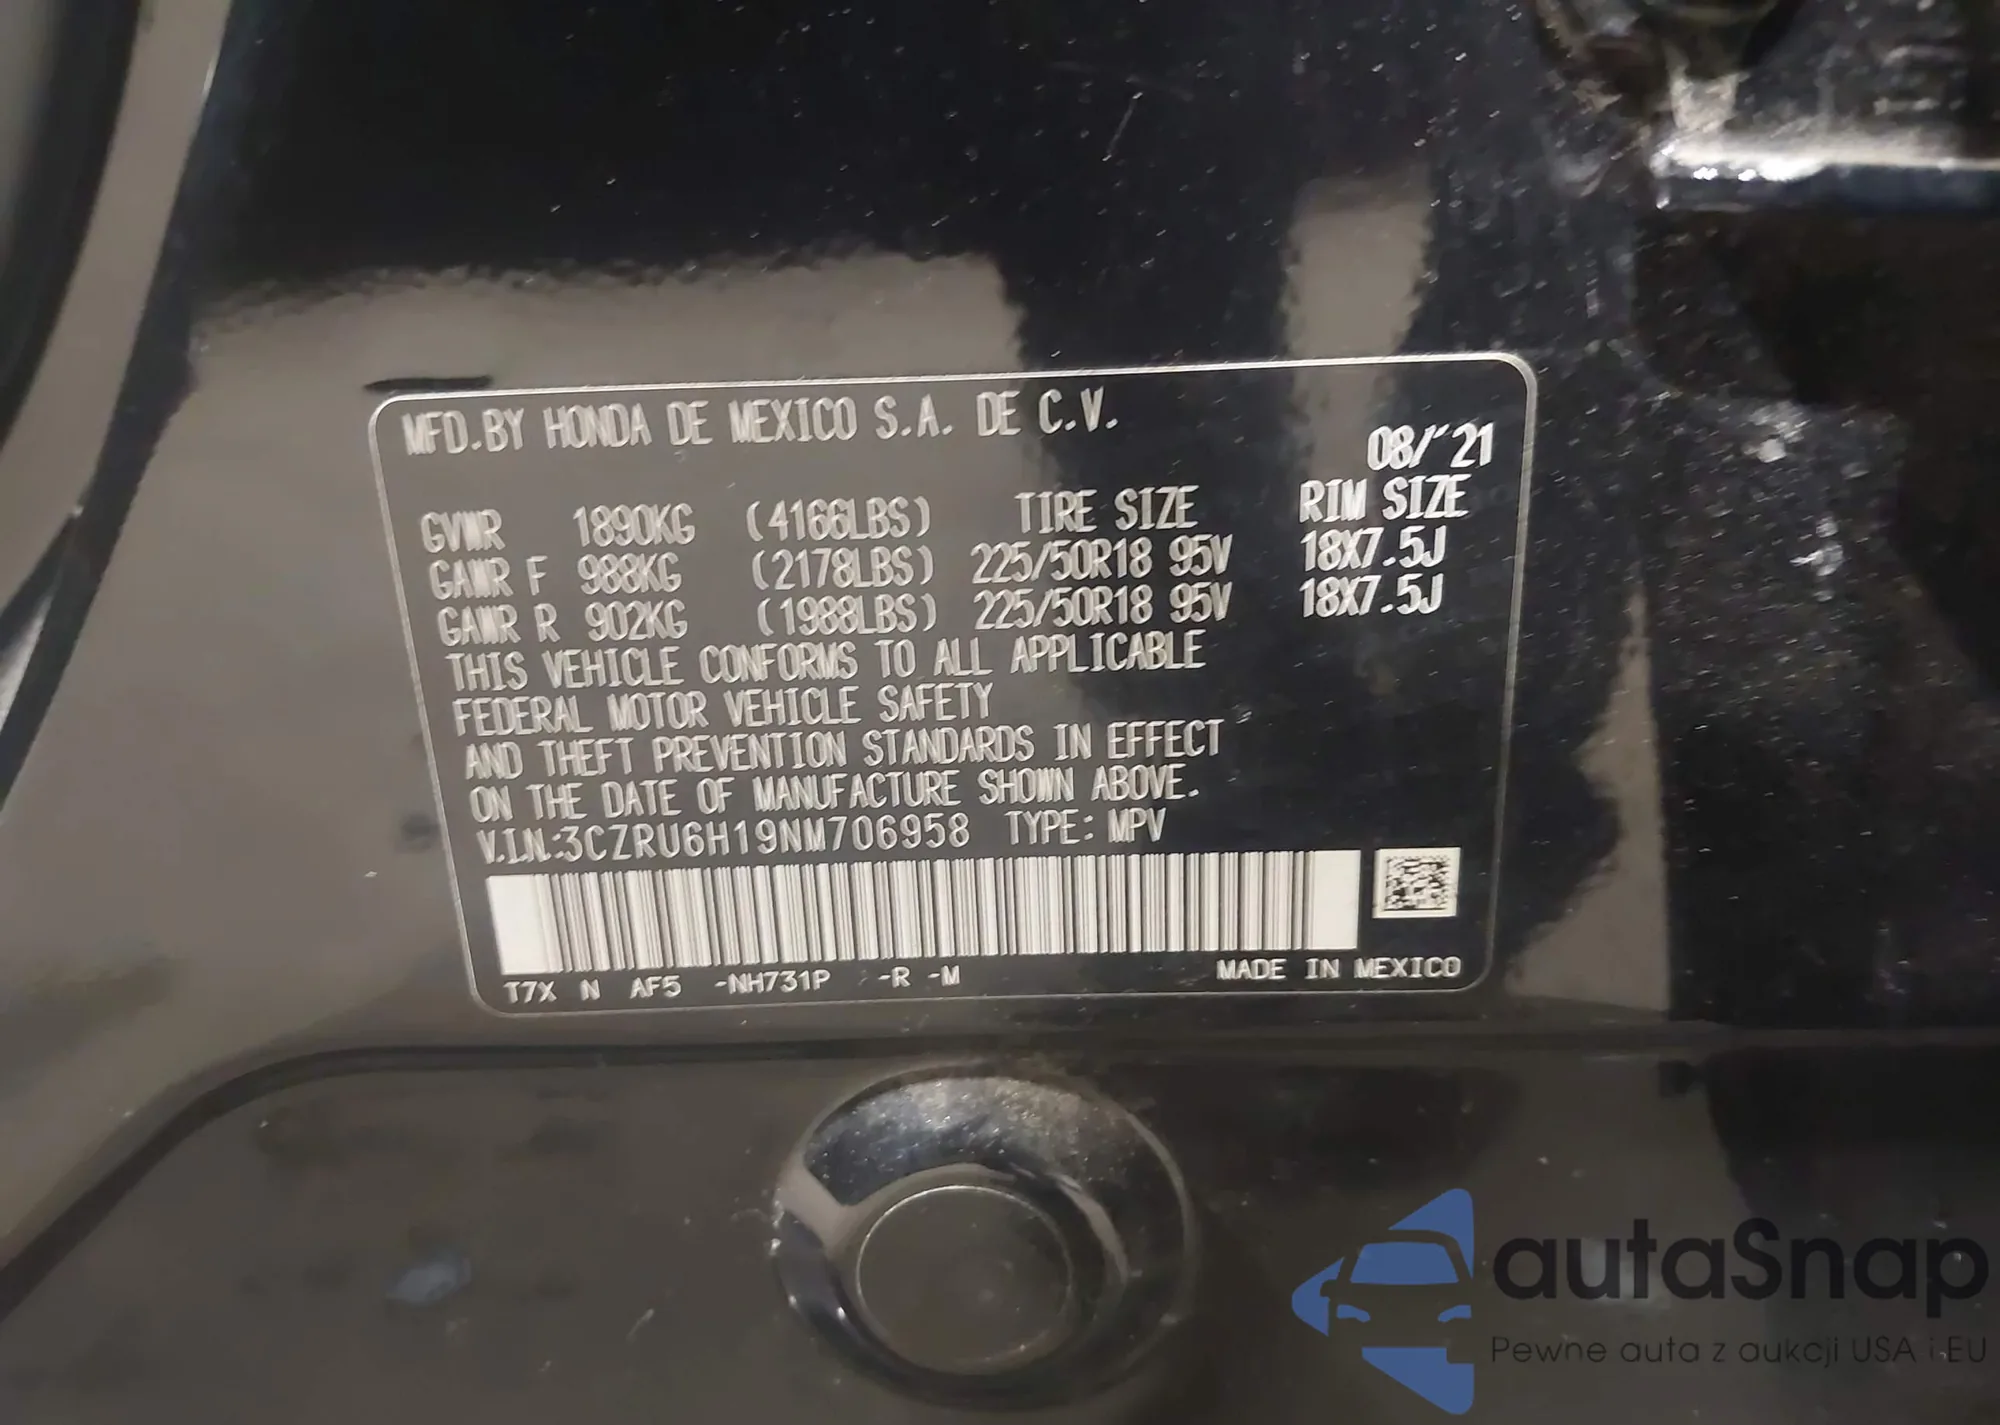 MFD.BY HONDA DE MEXICO S.A. DE C.V.
08/'21
GVWR 1890KG (4166LBS) TIRE SIZE RIM SIZE
GAWR F 988KG (2178LBS) 225/50R18 95V 18X7.5J
GAWR R 902KG (1988LBS) 225/50R18 95V 18X7.5J
THIS VEHICLE CONFORMS TO ALL APPLICABLE
FEDERAL MOTOR VEHICLE SAFETY
AND THEFT PREVENTION STANDARDS IN EFFECT
ON THE DATE OF MANUFACTURE SHOWN ABOVE.
V.I.N.:3CZRU6H19NM706958 TYPE: MPV
T7X N AF5 -NH731P -R -M MADE IN MEXICO
autaSnap
Pewne auta z aukcji USA i EU